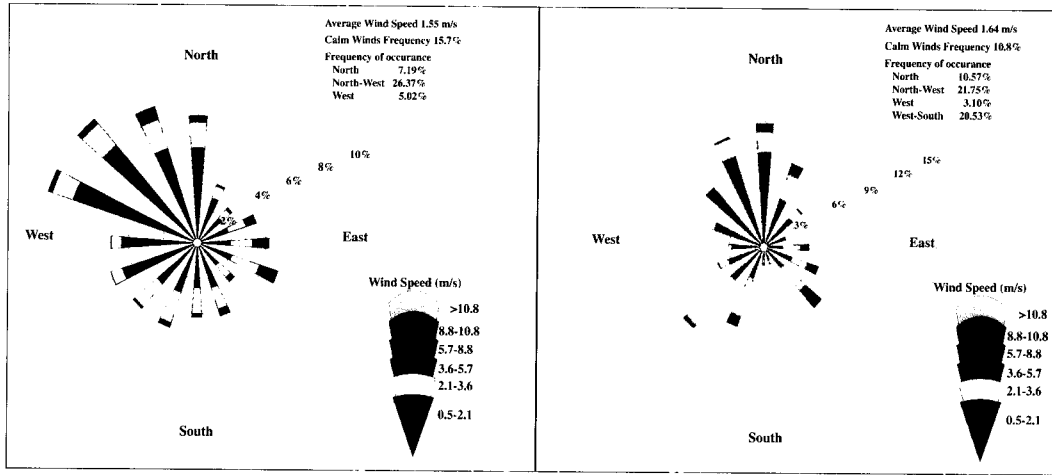 Average Wind Speed 1.55 m/s
Calm Winds Frequency 15.7%
Frequency of occurance
North 7.19%
North-West 26.37%
West 5.02%
North
10%
8%
6%
4%
2%
West
East
Wind Speed (m/s)
>10.8
8.8-10.8
5.7-8.8
3.6-5.7
2.1-3.6
0.5-2.1
South
Average Wind Speed 1.64 m/s
Calm Winds Frequency 10.8%
Frequency of occurance
North 10.57%
North-West 21.75%
West 3.10%
West-South 20.53%
North
15%
12%
9%
6%
3%
West
East
Wind Speed (m/s)
>10.8
8.8-10.8
5.7-8.8
3.6-5.7
2.1-3.6
0.5-2.1
South